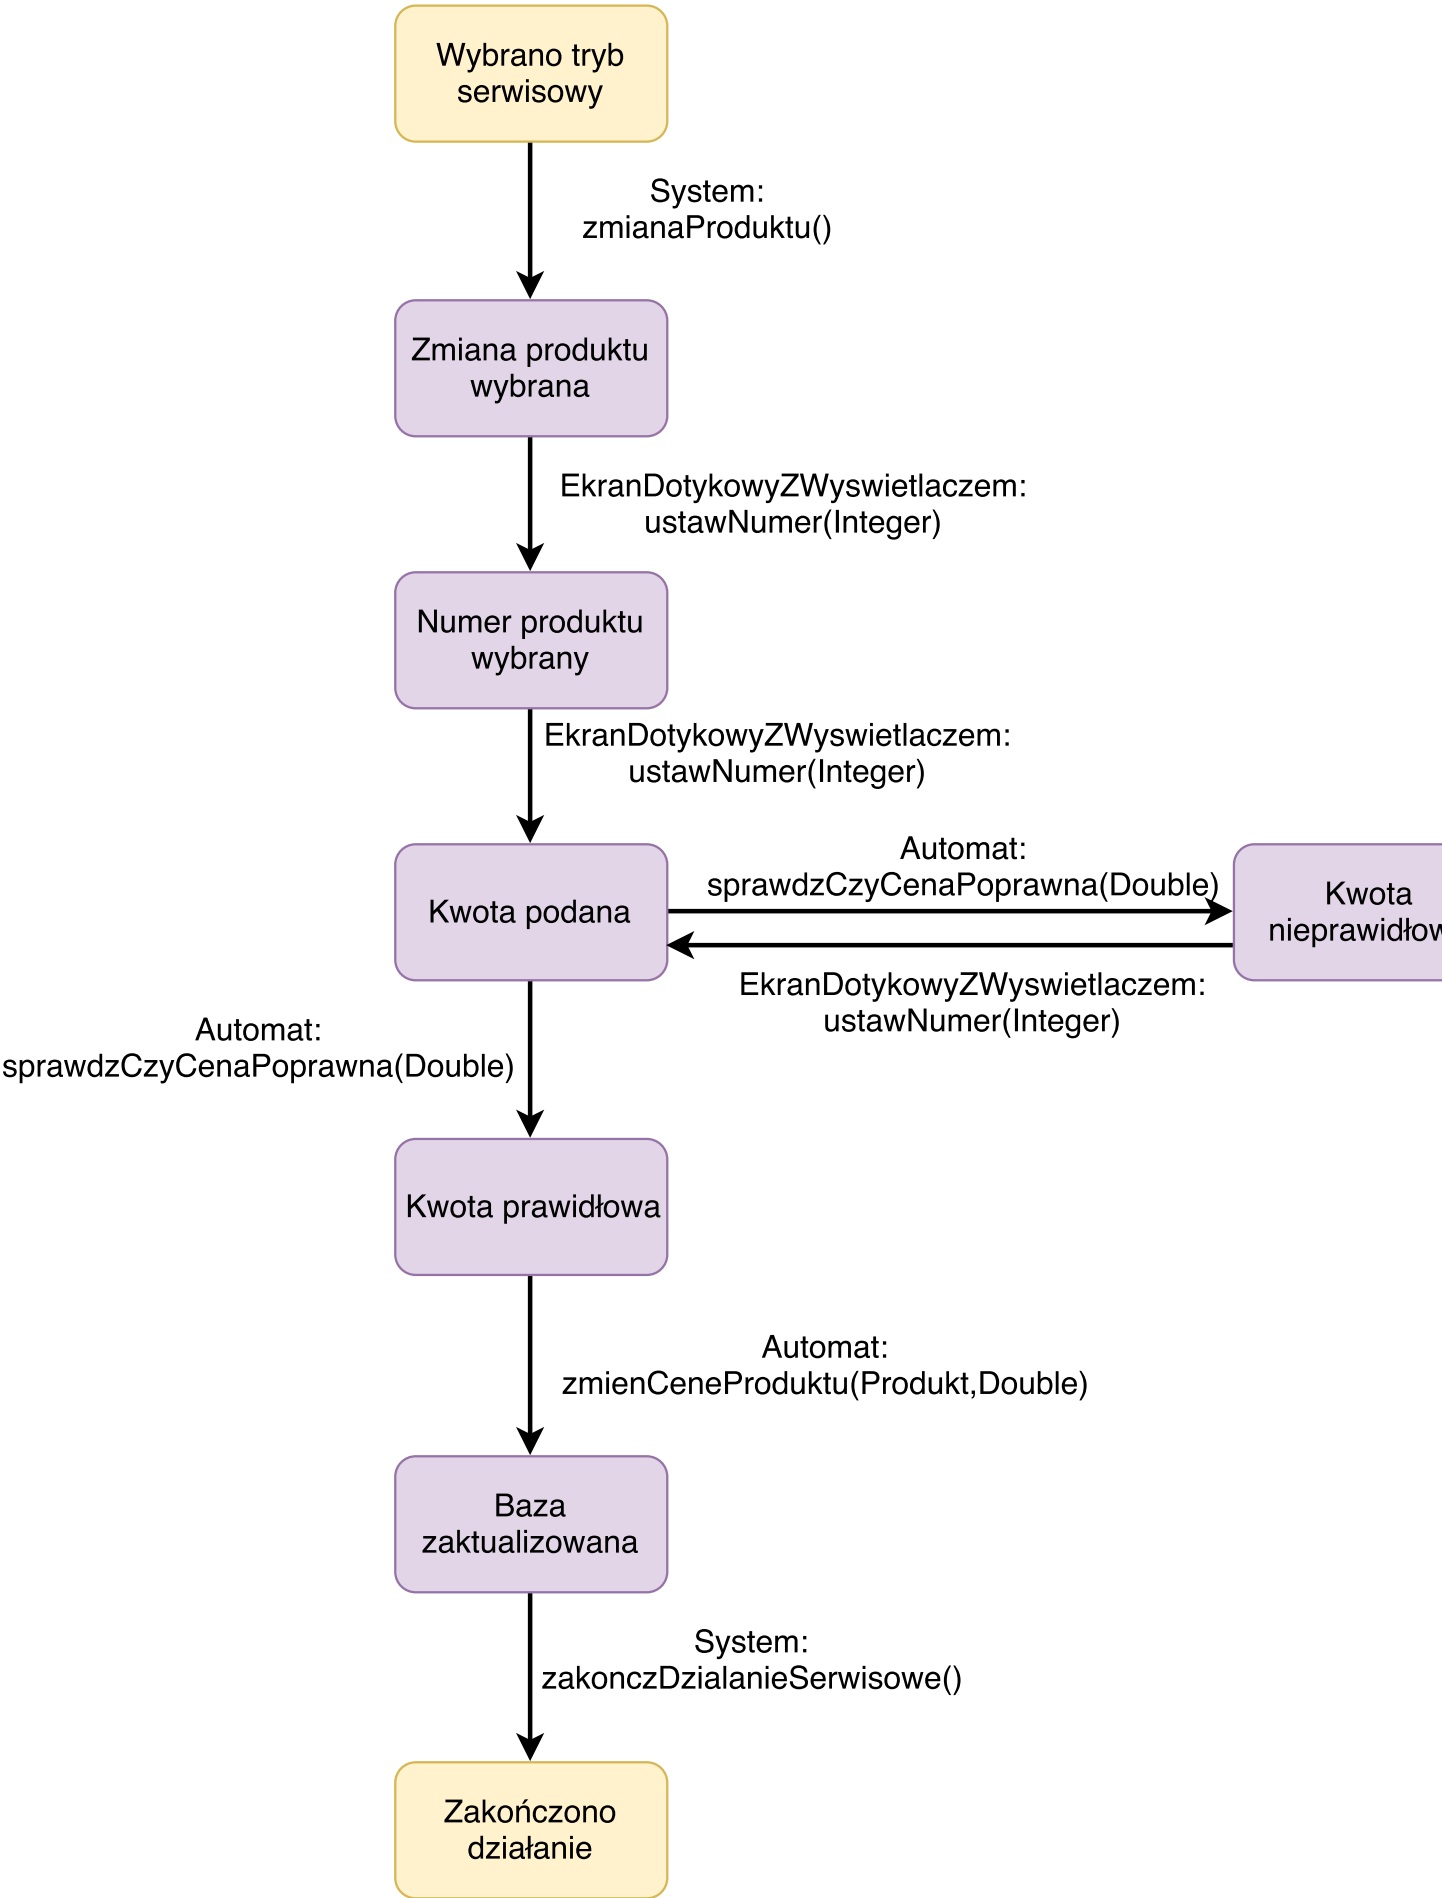 Wybrano tryb
serwisowy
System:
zmianaProduktu()
Zmiana produktu
wybrana
EkranDotykowyZWyswietlaczem:
ustawNumer(Integer)
Numer produktu
wybrany
EkranDotykowyZWyswietlaczem:
ustawNumer(Integer)
Kwota podana
Automat:
sprawdzCzyCenaPoprawna(Double)
Kwota
EkranDotykowyZWyswietlaczem:
ustawNumer(Integer)
Automat:
sprawdzCzyCenaPoprawna(Double)
Kwota prawidłowa
Automat:
zmienCeneProduktu(Produkt,Double)
Baza
zaktualizowana
System:
zakonczDzialanieSerwisowe()
Zakończono
działanie